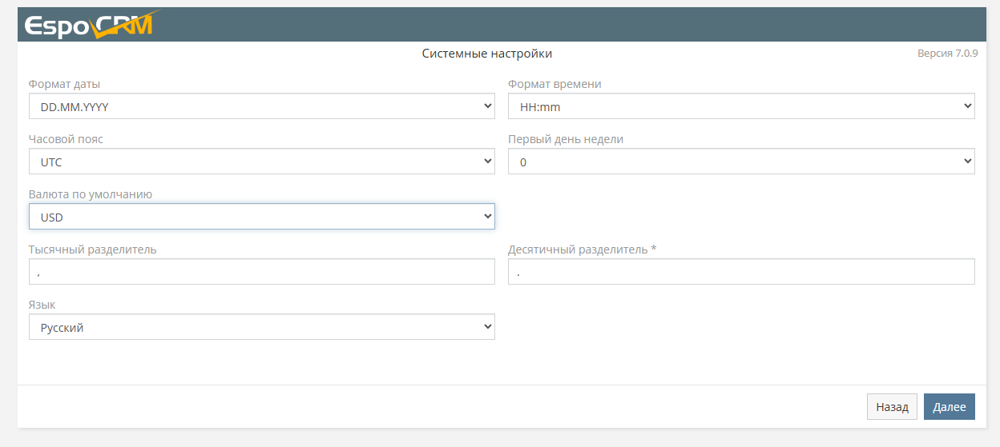 EspoCRM
Системные настройки Версия 7.0.9
Формат даты Формат времени
DD.MM.YYYY HH:mm
Часовой пояс Первый день недели
UTC 0
Валюта по умолчанию
USD
Тысячный разделитель Десятичный разделитель *
, .
Язык
Русский
Назад Далее